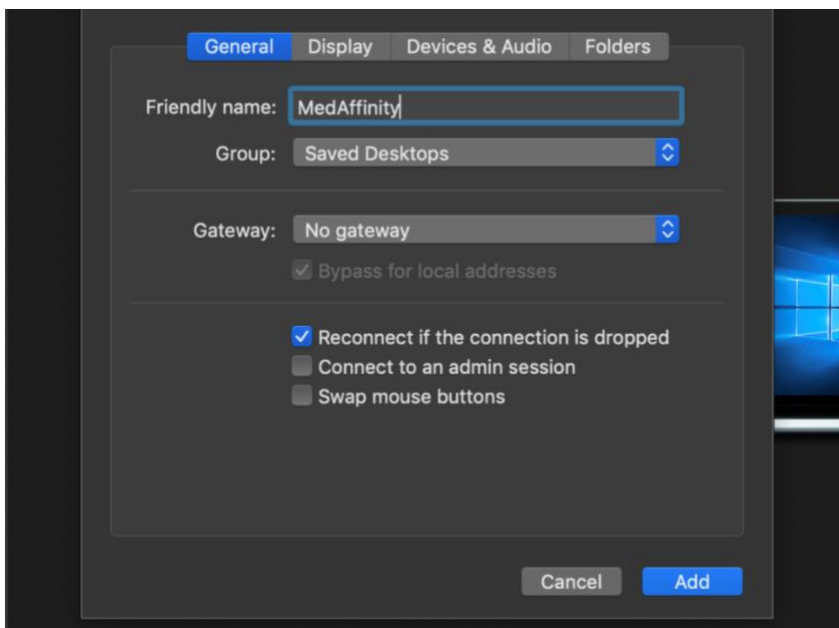 General Display Devices & Audio Folders
Friendly name: MedAffinity
Group: Saved Desktops
Gateway: No gateway
Bypass for local addresses
Reconnect if the connection is dropped
Connect to an admin session
Swap mouse buttons
Cancel Add